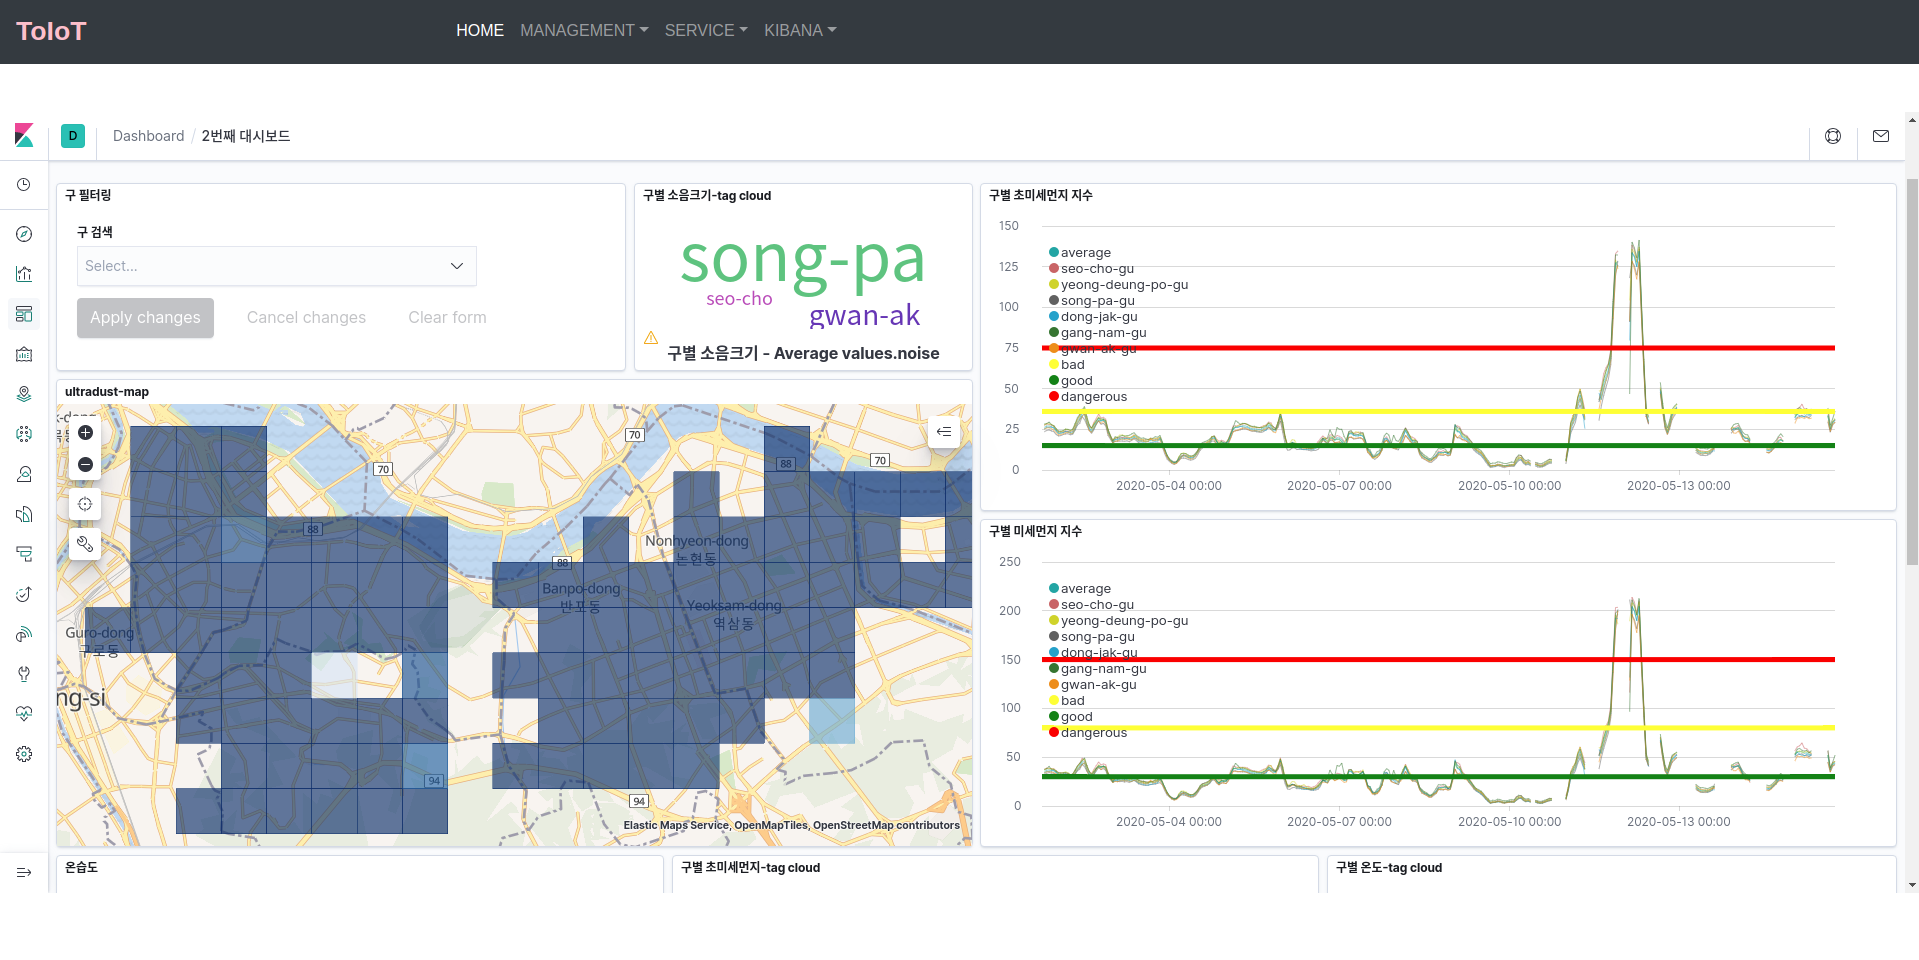 ToIoT
HOME MANAGEMENT SERVICE KIBANA
D Dashboard / 2번째 대시보드
구 필터링
구 검색
Select...
Apply changes Cancel changes Clear form
구별 소음크기-tag cloud
song-pa
seo-cho
gwan-ak
구별 소음크기 - Average values.noise
구별 초미세먼지 지수
150
125
100
75
50
25
0
average
seo-cho-gu
yeong-deung-po-gu
song-pa-gu
dong-jak-gu
gang-nam-gu
gwan-ak-gu
bad
good
dangerous
2020-05-04 00:00 2020-05-07 00:00 2020-05-10 00:00 2020-05-13 00:00
ultradust-map
70
70
70
88
88
88
Nonhyeon-dong
논현동
Banpo-dong
반포동
Yeoksam-dong
역삼동
Guro-dong
구로동
ng-si
94
94
Elastic Maps Service, OpenMapTiles, OpenStreetMap contributors
구별 미세먼지 지수
250
200
150
100
50
0
average
seo-cho-gu
yeong-deung-po-gu
song-pa-gu
dong-jak-gu
gang-nam-gu
gwan-ak-gu
bad
good
dangerous
2020-05-04 00:00 2020-05-07 00:00 2020-05-10 00:00 2020-05-13 00:00
온습도
구별 초미세먼지-tag cloud
구별 온도-tag cloud